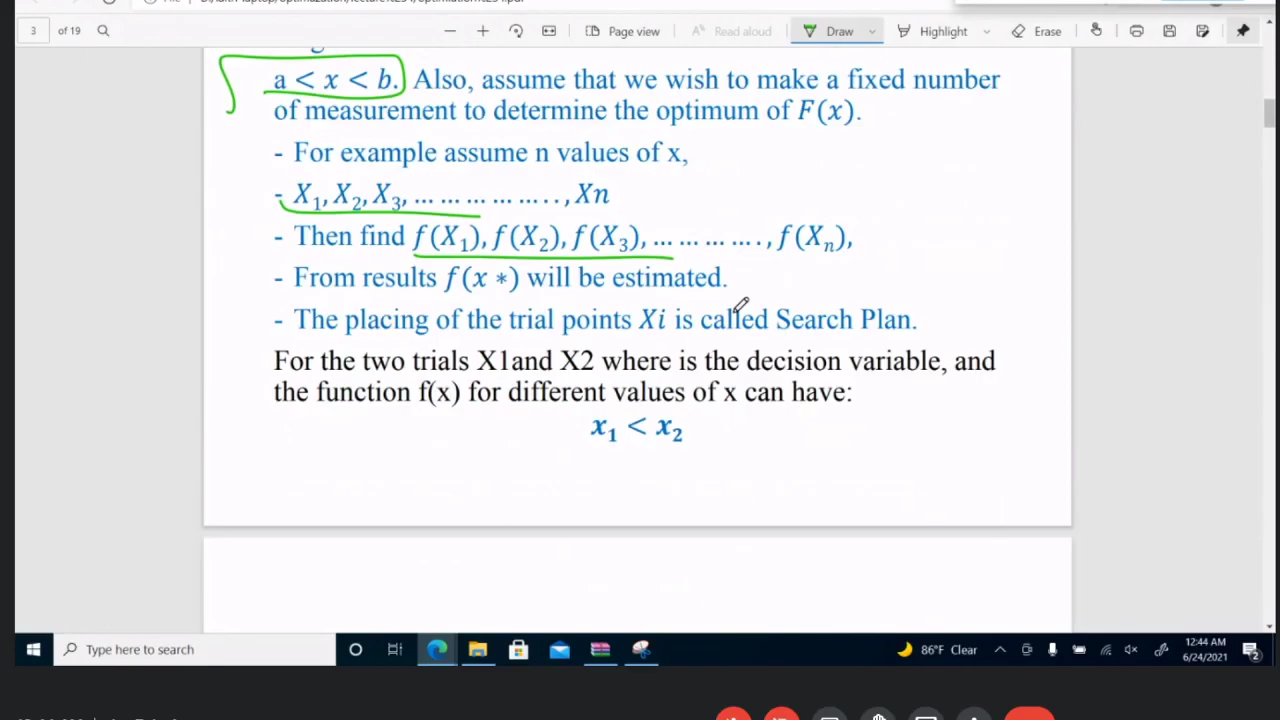 3 of 19
Page view
Read aloud
Draw
Highlight
Erase
a < x < b. Also, assume that we wish to make a fixed number
of measurement to determine the optimum of F(x).
- For example assume n values of x,
- X₁, X₂, X₃, … … … … … . . , Xn
- Then find f(X₁), f(X₂), f(X₃), … … … … . , f(Xₙ),
- From results f(x ∗) will be estimated.
- The placing of the trial points Xi is called Search Plan.
For the two trials X1and X2 where is the decision variable, and
the function f(x) for different values of x can have:
x₁ < x₂
Type here to search
86°F Clear
12:44 AM
6/24/2021
2